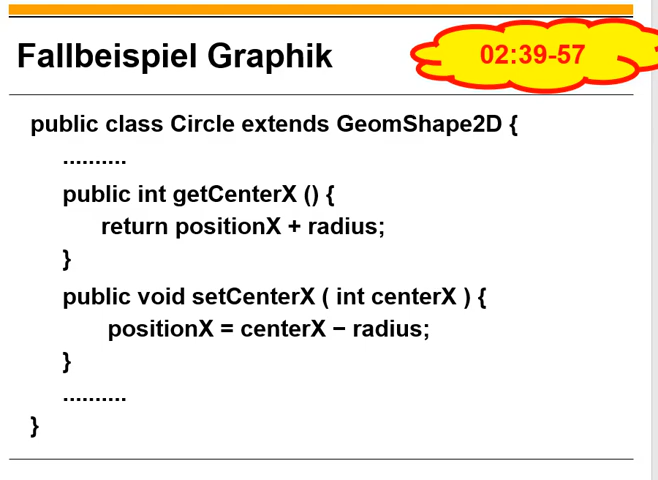 Fallbeispiel Graphik
02:39-57
public class Circle extends GeomShape2D {
..........
public int getCenterX () {
return positionX + radius;
}
public void setCenterX ( int centerX ) {
positionX = centerX − radius;
}
..........
}